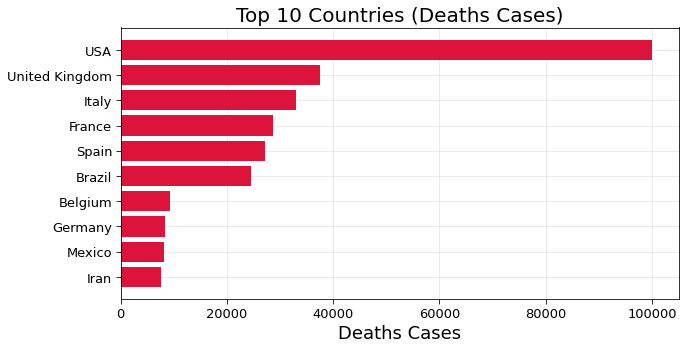 Top 10 Countries (Deaths Cases)
USA
United Kingdom
Italy
France
Spain
Brazil
Belgium
Germany
Mexico
Iran
0 20000 40000 60000 80000 100000
Deaths Cases